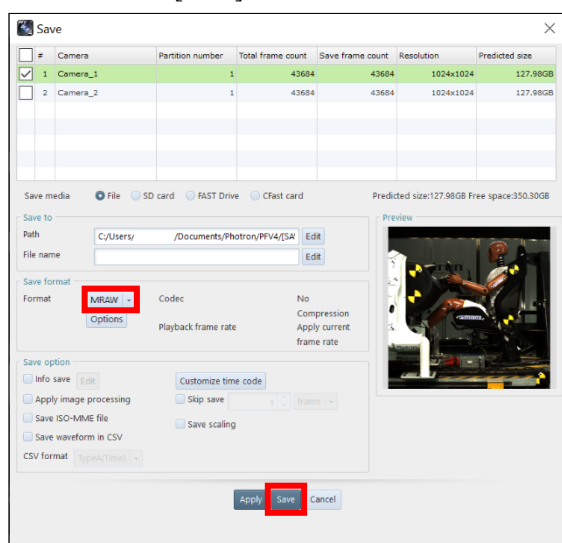 Save
# Camera Partition number Total frame count Save frame count Resolution Predicted size
1 Camera_1 1 43684 43684 1024x1024 127.98GB
2 Camera_2 1 43684 43684 1024x1024 127.98GB
Save media File SD card FAST Drive CFast card Predicted size:127.98GB Free space:350.30GB
Save to
Path C:/Users/ /Documents/Photron/PFV4/[SA Edit
File name Edit
Preview
Save format
Format MRAW Codec No Compression
Options Playback frame rate Apply current frame rate
Save option
Info save Edit Customize time code
Apply image processing Skip save 1 frame
Save ISO-MME file Save scaling
Save waveform in CSV
CSV format TypeA(Time)
Apply Save Cancel